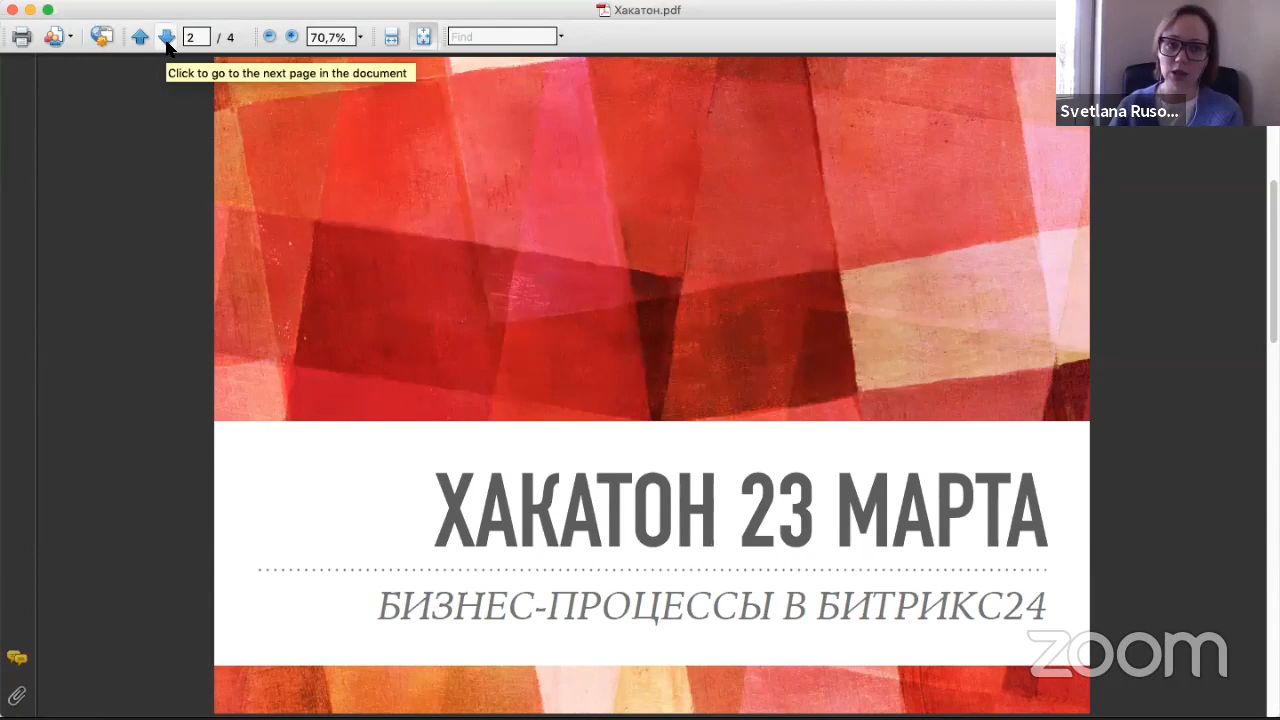 Хакатон.pdf
2 / 4
70,7%
Find
Click to go to the next page in the document
Svetlana Ruso...
ХАКАТОН 23 МАРТА
БИЗНЕС-ПРОЦЕССЫ В БИТРИКС24
zoom